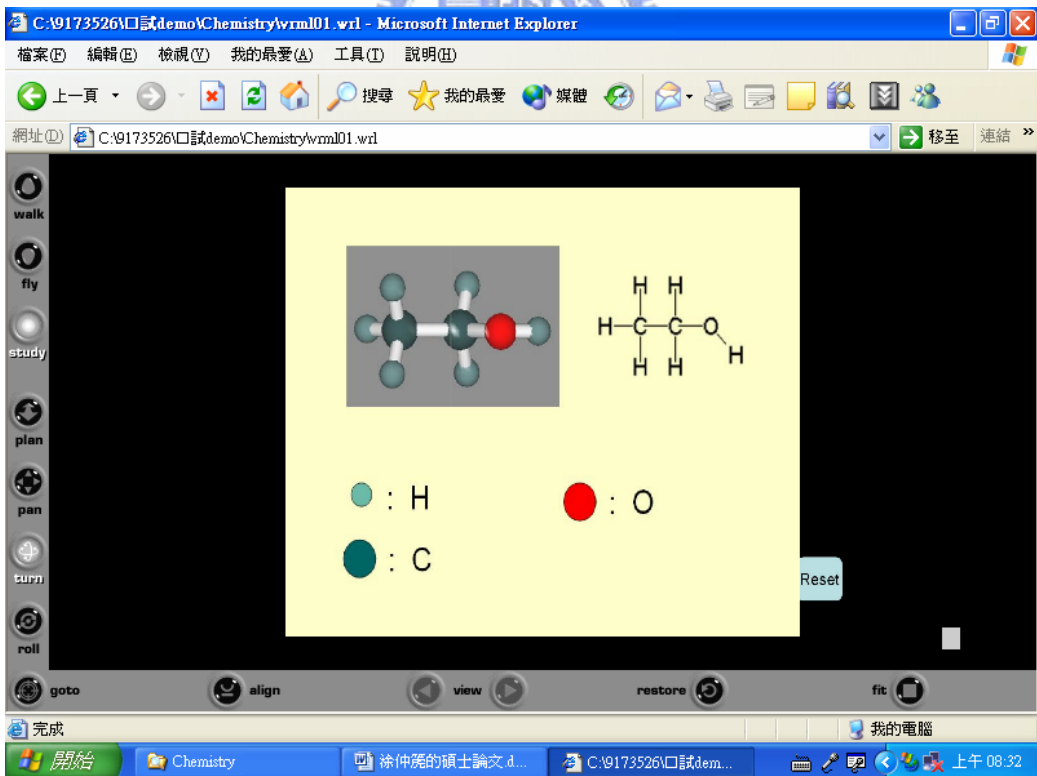 C:\9173526\口試demo\Chemistry\wrml01.wrl - Microsoft Internet Explorer
檔案(F) 編輯(E) 檢視(V) 我的最愛(A) 工具(T) 說明(H)
上一頁 搜尋 我的最愛 媒體
網址(D) C:\9173526\口試demo\Chemistry\wrml01.wrl 移至 連結 »
walk
fly
study
plan
pan
turn
roll
H H
H C C O
H H H
: H : O
: C
Reset
goto align view restore fit
完成 我的電腦
開始 Chemistry 涂仲箎的碩士論文.d... C:\9173526\口試dem... 上午 08:32